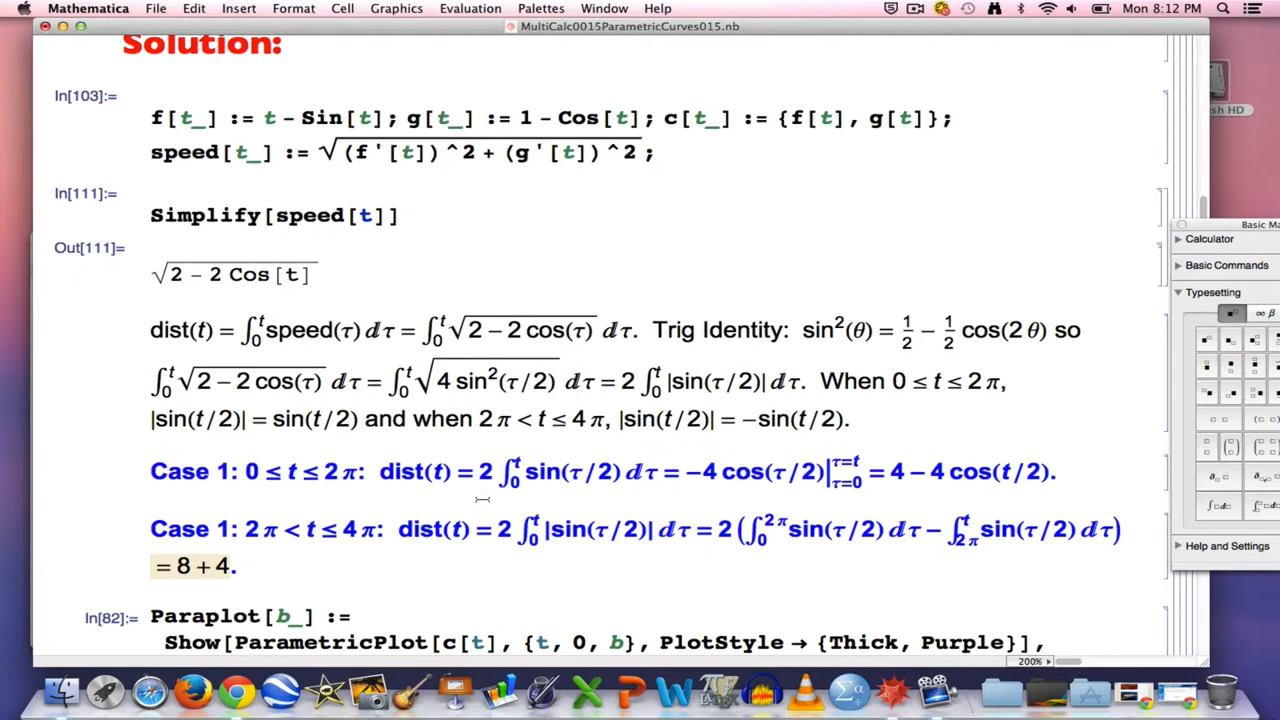 Mathematica File Edit Insert Format Cell Graphics Evaluation Palettes Window Help Mon 8:12 PM
MultiCalc0015ParametricCurves015.nb
Solution:
In[103]:=
f[t_] := t – Sin[t]; g[t_] := 1 – Cos[t]; c[t_] := {f[t], g[t]};
speed[t_] := √(f'[t])^2 + (g'[t])^2 ;
In[111]:=
Simplify[speed[t]]
Out[111]=
√2 – 2 Cos[t]
dist(t) = ∫₀ᵗ speed(τ) ⅆτ = ∫₀ᵗ √2 – 2 cos(τ) ⅆτ. Trig Identity: sin²(θ) = 1/2 – 1/2 cos(2 θ) so
∫₀ᵗ √2 – 2 cos(τ) ⅆτ = ∫₀ᵗ √4 sin²(τ/2) ⅆτ = 2 ∫₀ᵗ |sin(τ/2)| ⅆτ. When 0 ≤ t ≤ 2 π,
|sin(t/2)| = sin(t/2) and when 2 π < t ≤ 4 π, |sin(t/2)| = –sin(t/2).
Case 1: 0 ≤ t ≤ 2 π: dist(t) = 2 ∫₀ᵗ sin(τ/2) ⅆτ = –4 cos(τ/2)|τ=t τ=0 = 4 – 4 cos(t/2).
Case 1: 2 π < t ≤ 4 π: dist(t) = 2 ∫₀ᵗ |sin(τ/2)| ⅆτ = 2 (∫₀^2π sin(τ/2) ⅆτ – ∫_2π^t sin(τ/2) ⅆτ)
= 8 + 4.
In[82]:= Paraplot[b_] :=
Show[ParametricPlot[c[t], {t, 0, b}, PlotStyle → {Thick, Purple}],
200%
Basic Ma
Calculator
Basic Commands
Typesetting
Help and Settings